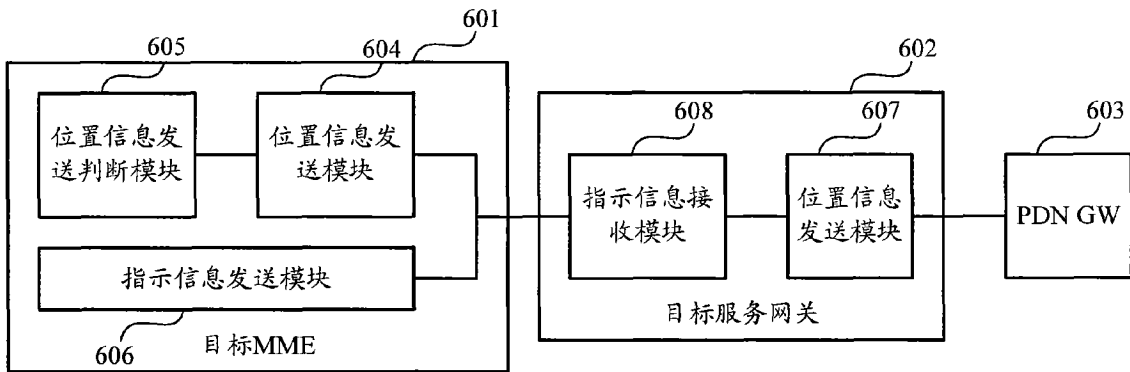 601
605
604
位置信息发
送判断模块
位置信息发
送模块
指示信息发送模块
606
目标MME
602
608
607
指示信息接
收模块
位置信息
发送模块
目标服务网关
603
PDN GW